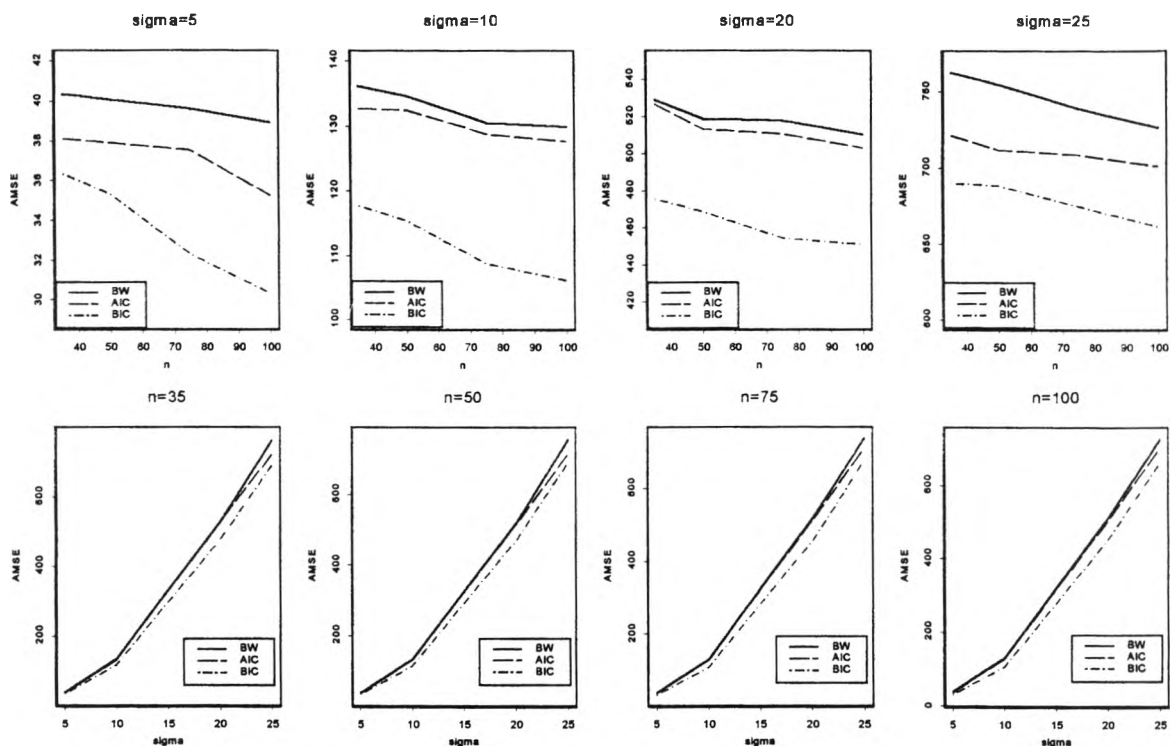 sigma=5
AMSE
42
40
38
36
34
32
30
BW
AIC
BIC
40 50 60 70 80 90 100
n
sigma=10
AMSE
140
130
120
110
100
BW
AIC
BIC
40 50 60 70 80 90 100
n
sigma=20
AMSE
540
520
500
480
460
440
420
BW
AIC
BIC
40 50 60 70 80 90 100
n
sigma=25
AMSE
750
700
650
600
BW
AIC
BIC
40 50 60 70 80 90 100
n
n=35
AMSE
600
400
200
BW
AIC
BIC
5 10 15 20 25
sigma
n=50
AMSE
600
400
200
BW
AIC
BIC
5 10 15 20 25
sigma
n=75
AMSE
600
400
200
BW
AIC
BIC
5 10 15 20 25
sigma
n=100
AMSE
600
400
200
0
BW
AIC
BIC
5 10 15 20 25
sigma